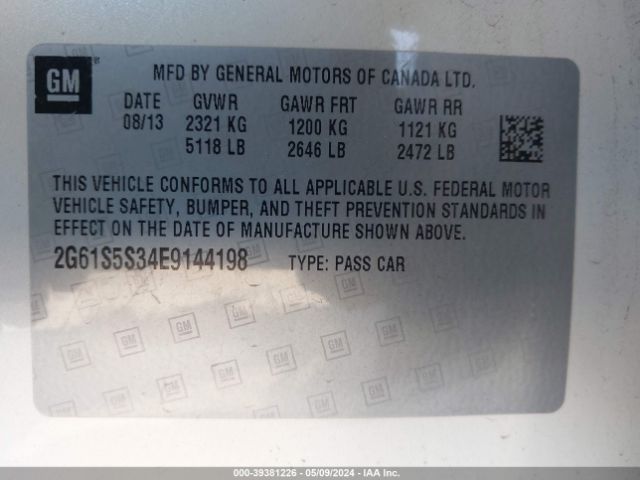 GM
MFD BY GENERAL MOTORS OF CANADA LTD.
DATE GVWR GAWR FRT GAWR RR
08/13 2321 KG 1200 KG 1121 KG
5118 LB 2646 LB 2472 LB
THIS VEHICLE CONFORMS TO ALL APPLICABLE U.S. FEDERAL MOTOR
VEHICLE SAFETY, BUMPER, AND THEFT PREVENTION STANDARDS IN
EFFECT ON THE DATE OF MANUFACTURE SHOWN ABOVE.
2G61S5S34E9144198 TYPE: PASS CAR
000-39381226 - 05/09/2024 - IAA Inc.